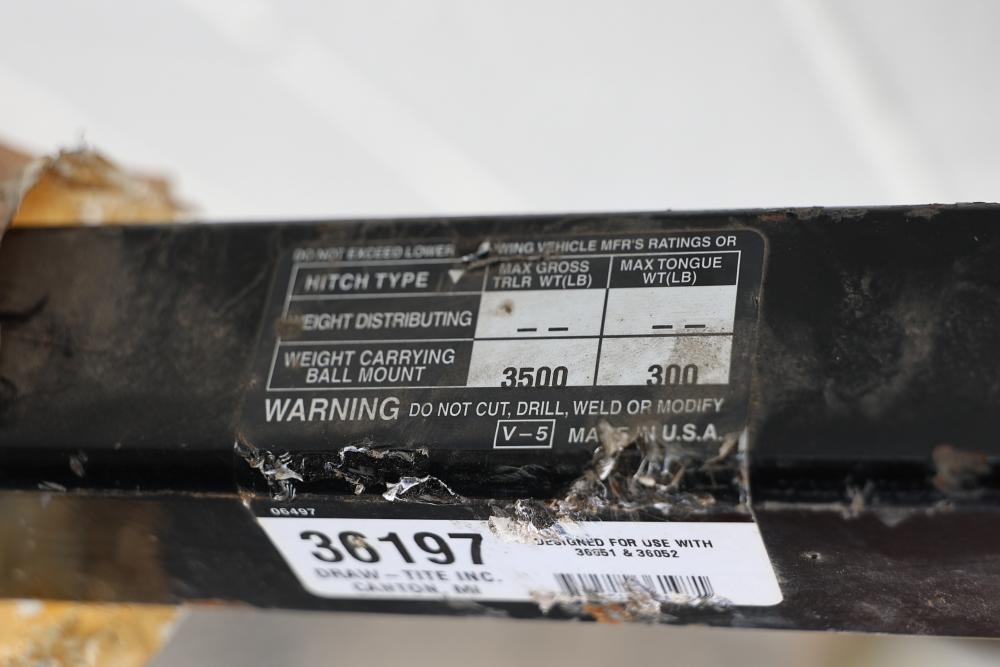 DO NOT EXCEED LOWER WING VEHICLE MFR'S RATINGS OR
HITCH TYPE ▼ MAX GROSS TRLR WT(LB) MAX TONGUE WT(LB)
WEIGHT DISTRIBUTING – – – –
WEIGHT CARRYING BALL MOUNT 3500 300
WARNING DO NOT CUT, DRILL, WELD OR MODIFY
V-5 MADE IN U.S.A.
06497
36197
DESIGNED FOR USE WITH
& 36052
DRAW-TITE INC.
CANTON, MI